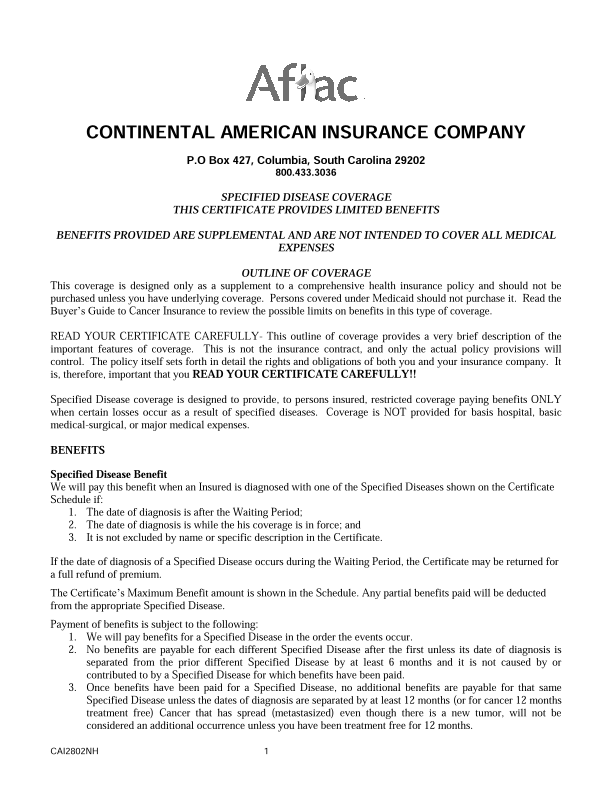 Aflac
CONTINENTAL AMERICAN INSURANCE COMPANY
P.O Box 427, Columbia, South Carolina 29202
800.433.3036
SPECIFIED DISEASE COVERAGE
THIS CERTIFICATE PROVIDES LIMITED BENEFITS
BENEFITS PROVIDED ARE SUPPLEMENTAL AND ARE NOT INTENDED TO COVER ALL MEDICAL
EXPENSES
OUTLINE OF COVERAGE
This coverage is designed only as a supplement to a comprehensive health insurance policy and should not be
purchased unless you have underlying coverage. Persons covered under Medicaid should not purchase it. Read the
Buyer's Guide to Cancer Insurance to review the possible limits on benefits in this type of coverage.
READ YOUR CERTIFICATE CAREFULLY- This outline of coverage provides a very brief description of the
important features of coverage. This is not the insurance contract, and only the actual policy provisions will
control. The policy itself sets forth in detail the rights and obligations of both you and your insurance company. It
is, therefore, important that you READ YOUR CERTIFICATE CAREFULLY!!
Specified Disease coverage is designed to provide, to persons insured, restricted coverage paying benefits ONLY
when certain losses occur as a result of specified diseases. Coverage is NOT provided for basis hospital, basic
medical-surgical, or major medical expenses.
BENEFITS
Specified Disease Benefit
We will pay this benefit when an Insured is diagnosed with one of the Specified Diseases shown on the Certificate
Schedule if:
1. The date of diagnosis is after the Waiting Period;
2. The date of diagnosis is while the his coverage is in force; and
3. It is not excluded by name or specific description in the Certificate.
If the date of diagnosis of a Specified Disease occurs during the Waiting Period, the Certificate may be returned for
a full refund of premium.
The Certificate's Maximum Benefit amount is shown in the Schedule. Any partial benefits paid will be deducted
from the appropriate Specified Disease.
Payment of benefits is subject to the following:
1. We will pay benefits for a Specified Disease in the order the events occur.
2. No benefits are payable for each different Specified Disease after the first unless its date of diagnosis is
separated from the prior different Specified Disease by at least 6 months and it is not caused by or
contributed to by a Specified Disease for which benefits have been paid.
3. Once benefits have been paid for a Specified Disease, no additional benefits are payable for that same
Specified Disease unless the dates of diagnosis are separated by at least 12 months (or for cancer 12 months
treatment free) Cancer that has spread (metastasized) even though there is a new tumor, will not be
considered an additional occurrence unless you have been treatment free for 12 months.
CAI2802NH 1